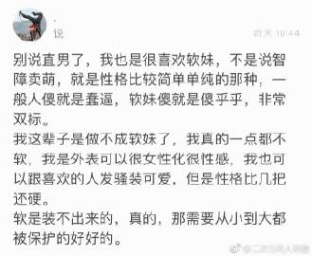 .
说
昨天 10:44
别说直男了，我也是很喜欢软妹，不是说智
障卖萌，就是性格比较简单单纯的那种，一
般人傻就是蠢逼，软妹傻就是傻乎乎，非常
双标。
我这辈子是做不成软妹了，我真的一点都不
软，我是外表可以很女性化很性感，我也可
以跟喜欢的人发骚装可爱，但是性格比几把
还硬。
软是装不出来的，真的，那需要从小到大都
被保护的好好的。